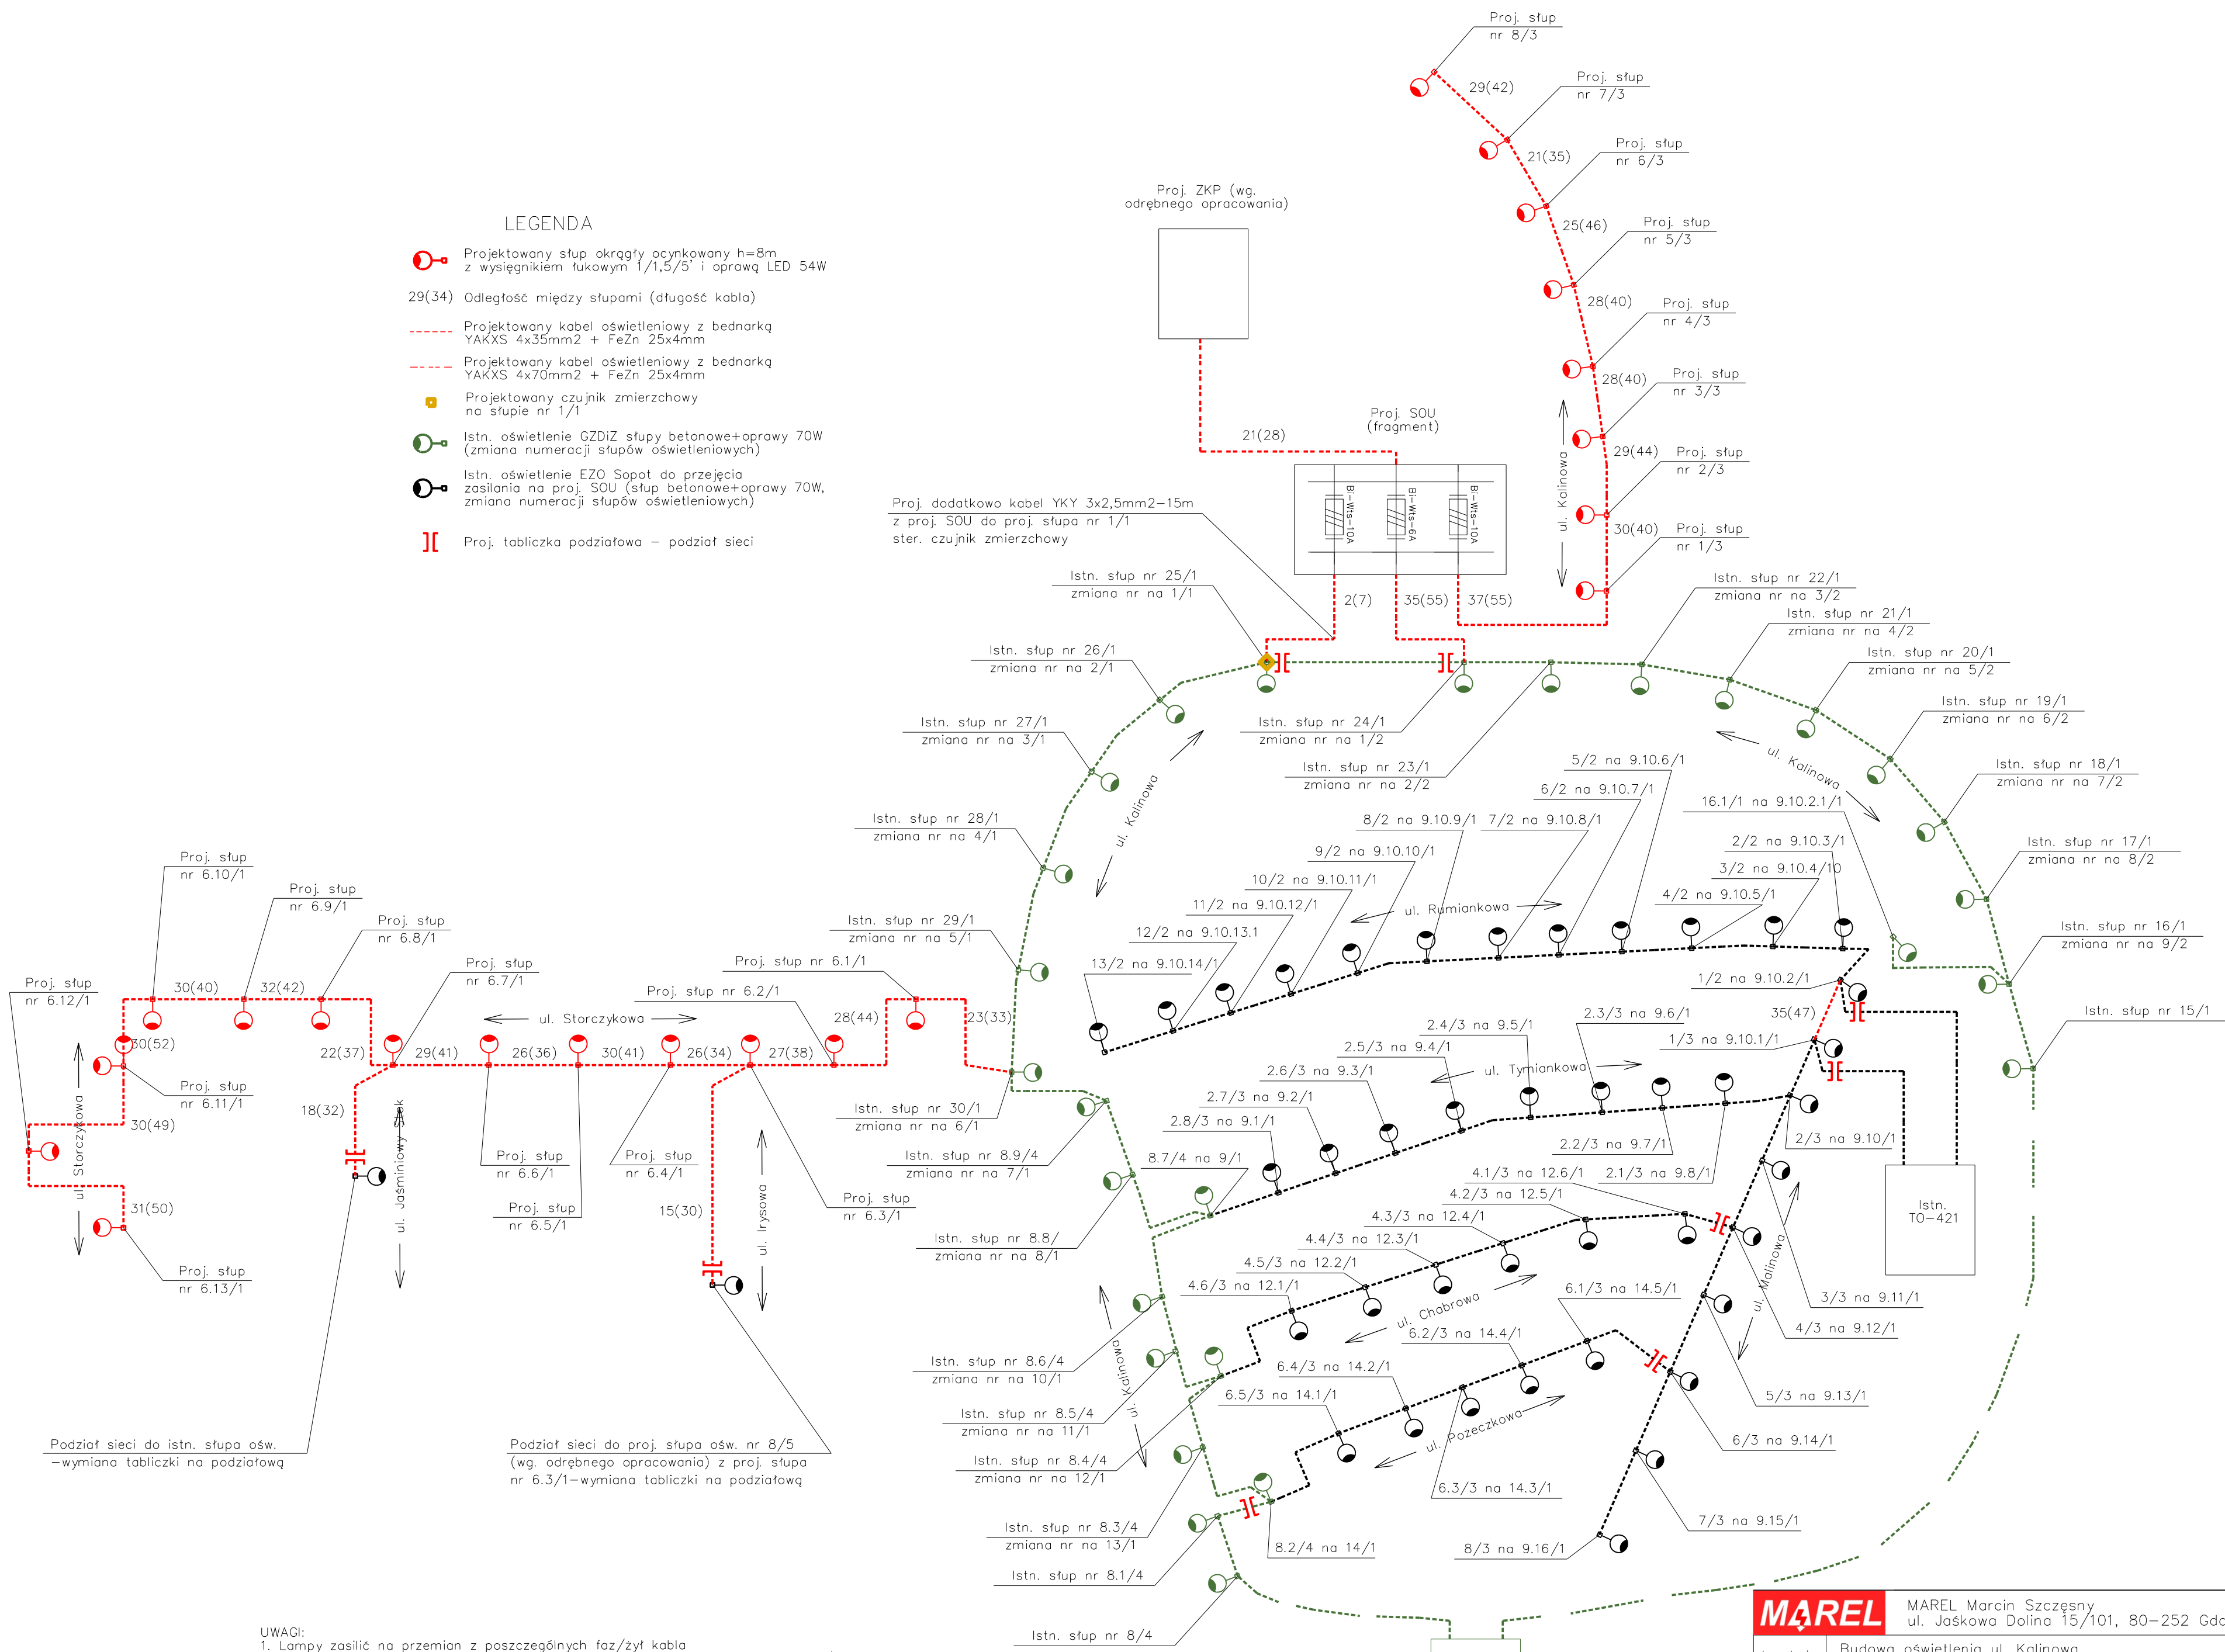 LEGENDA
Projektowany słup okrągły ocynkowany h=8m
z wysięgnikiem łukowym 1/1,5/5° i oprawą LED 54W
29(34) Odległość między słupami (długość kabla)
Projektowany kabel oświetleniowy z bednarką
YAKXS 4x35mm2 + FeZn 25x4mm
Projektowany kabel oświetleniowy z bednarką
YAKXS 4x70mm2 + FeZn 25x4mm
Projektowany czujnik zmierzchowy
na słupie nr 1/1
Istn. oświetlenie GZDiZ słupy betonowe+oprawy 70W
(zmiana numeracji słupów oświetleniowych)
Istn. oświetlenie EZO Sopot do przejęcia
zasilania na proj. SOU (słup betonowe+oprawy 70W,
zmiana numeracji słupów oświetleniowych)
Proj. tabliczka podziałowa – podział sieci
Proj. słup
nr 8/3
29(42)
Proj. słup
nr 7/3
21(35)
Proj. słup
nr 6/3
25(46)
Proj. słup
nr 5/3
28(40)
Proj. słup
nr 4/3
28(40)
Proj. słup
nr 3/3
29(44)
Proj. słup
nr 2/3
30(40)
Proj. słup
nr 1/3
ul. Kalinowa
Proj. ZKP (wg.
odrębnego opracowania)
21(28)
Proj. SOU
(fragment)
Bi-Wts-10A
Bi-Wts-6A
Bi-Wts-10A
2(7)
35(55)
37(55)
Proj. dodatkowo kabel YKY 3x2,5mm2–15m
z proj. SOU do proj. słupa nr 1/1
ster. czujnik zmierzchowy
Istn. słup nr 25/1
zmiana nr na 1/1
Istn. słup nr 26/1
zmiana nr na 2/1
Istn. słup nr 27/1
zmiana nr na 3/1
Istn. słup nr 28/1
zmiana nr na 4/1
Istn. słup nr 29/1
zmiana nr na 5/1
ul. Kalinowa
Istn. słup nr 24/1
zmiana nr na 1/2
Istn. słup nr 23/1
zmiana nr na 2/2
Istn. słup nr 22/1
zmiana nr na 3/2
Istn. słup nr 21/1
zmiana nr na 4/2
Istn. słup nr 20/1
zmiana nr na 5/2
Istn. słup nr 19/1
zmiana nr na 6/2
Istn. słup nr 18/1
zmiana nr na 7/2
Istn. słup nr 17/1
zmiana nr na 8/2
Istn. słup nr 16/1
zmiana nr na 9/2
Istn. słup nr 15/1
ul. Kalinowa
16.1/1 na 9.10.2.1/1
5/2 na 9.10.6/1
6/2 na 9.10.7/1
7/2 na 9.10.8/1
8/2 na 9.10.9/1
9/2 na 9.10.10/1
10/2 na 9.10.11/1
11/2 na 9.10.12/1
12/2 na 9.10.13.1
13/2 na 9.10.14/1
2/2 na 9.10.3/1
3/2 na 9.10.4/10
4/2 na 9.10.5/1
ul. Rumiankowa
1/2 na 9.10.2/1
35(47)
1/3 na 9.10.1/1
2.3/3 na 9.6/1
2.4/3 na 9.5/1
2.5/3 na 9.4/1
2.6/3 na 9.3/1
2.7/3 na 9.2/1
2.8/3 na 9.1/1
8.7/4 na 9/1
ul. Tymiankowa
2.2/3 na 9.7/1
2.1/3 na 9.8/1
2/3 na 9.10/1
Istn.
TO-421
4.1/3 na 12.6/1
4.2/3 na 12.5/1
4.3/3 na 12.4/1
4.4/3 na 12.3/1
4.5/3 na 12.2/1
4.6/3 na 12.1/1
ul. Chabrowa
ul. Malinowa
3/3 na 9.11/1
4/3 na 9.12/1
5/3 na 9.13/1
6/3 na 9.14/1
7/3 na 9.15/1
8/3 na 9.16/1
6.1/3 na 14.5/1
6.2/3 na 14.4/1
6.4/3 na 14.2/1
6.5/3 na 14.1/1
6.3/3 na 14.3/1
ul. Pożeczkowa
8.2/4 na 14/1
Proj. słup
nr 6.10/1
Proj. słup
nr 6.9/1
Proj. słup
nr 6.8/1
Proj. słup
nr 6.7/1
Proj. słup nr 6.1/1
Proj. słup nr 6.2/1
Proj. słup
nr 6.12/1
30(40)
32(42)
30(52)
22(37)
29(41)
26(36)
30(41)
26(34)
27(38)
28(44)
23(33)
ul. Storczykowa
Proj. słup
nr 6.11/1
30(49)
31(50)
ul. Storczykowa
Proj. słup
nr 6.13/1
18(32)
ul. Jaśminiowy Stok
Proj. słup
nr 6.6/1
Proj. słup
nr 6.5/1
Proj. słup
nr 6.4/1
15(30)
ul. Irysowa
Proj. słup
nr 6.3/1
Istn. słup nr 30/1
zmiana nr na 6/1
Istn. słup nr 8.9/4
zmiana nr na 7/1
Istn. słup nr 8.8/
zmiana nr na 8/1
Istn. słup nr 8.6/4
zmiana nr na 10/1
Istn. słup nr 8.5/4
zmiana nr na 11/1
Istn. słup nr 8.4/4
zmiana nr na 12/1
Istn. słup nr 8.3/4
zmiana nr na 13/1
Istn. słup nr 8.1/4
Istn. słup nr 8/4
ul. Kalinowa
Podział sieci do istn. słupa ośw.
–wymiana tabliczki na podziałową
Podział sieci do proj. słupa ośw. nr 8/5
(wg. odrębnego opracowania) z proj. słupa
nr 6.3/1–wymiana tabliczki na podziałową
UWAGI:
1. Lampy zasilić na przemian z poszczególnych faz/żył kabla
MAREL
MAREL Marcin Szczęsny
ul. Jaśkowa Dolina 15/101, 80–252 Gda
Budowa oświetlenia ul. Kalinowa